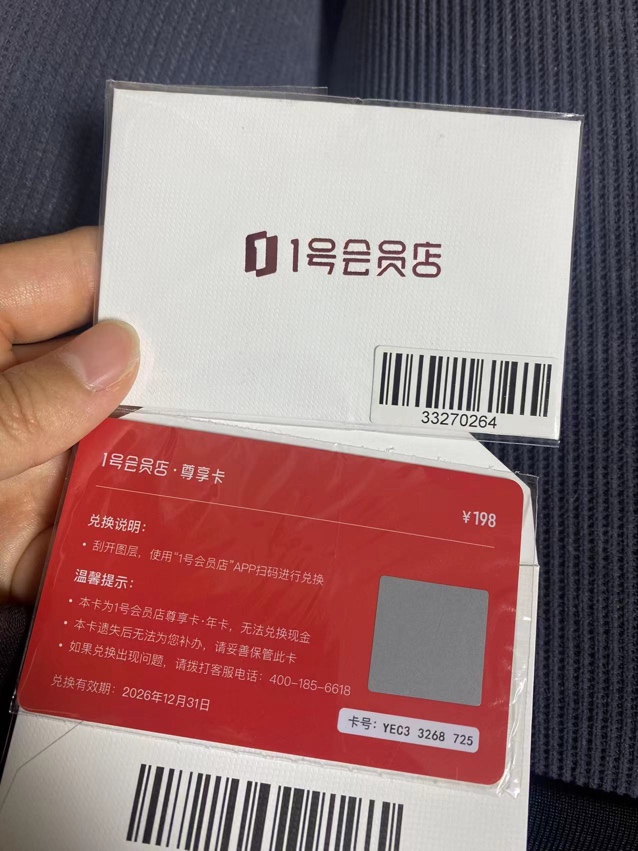 1号会员店
33270264
1号会员店·尊享卡
¥198
兑换说明：
• 刮开图层，使用“1号会员店”APP扫码进行兑换
温馨提示：
• 本卡为1号会员店尊享卡·年卡，无法兑换现金
• 本卡遗失后无法为您补办，请妥善保管此卡
• 如果兑换出现问题，请拨打客服电话：400-185-6618
兑换有效期：2026年12月31日
卡号：YEC3 3268 725